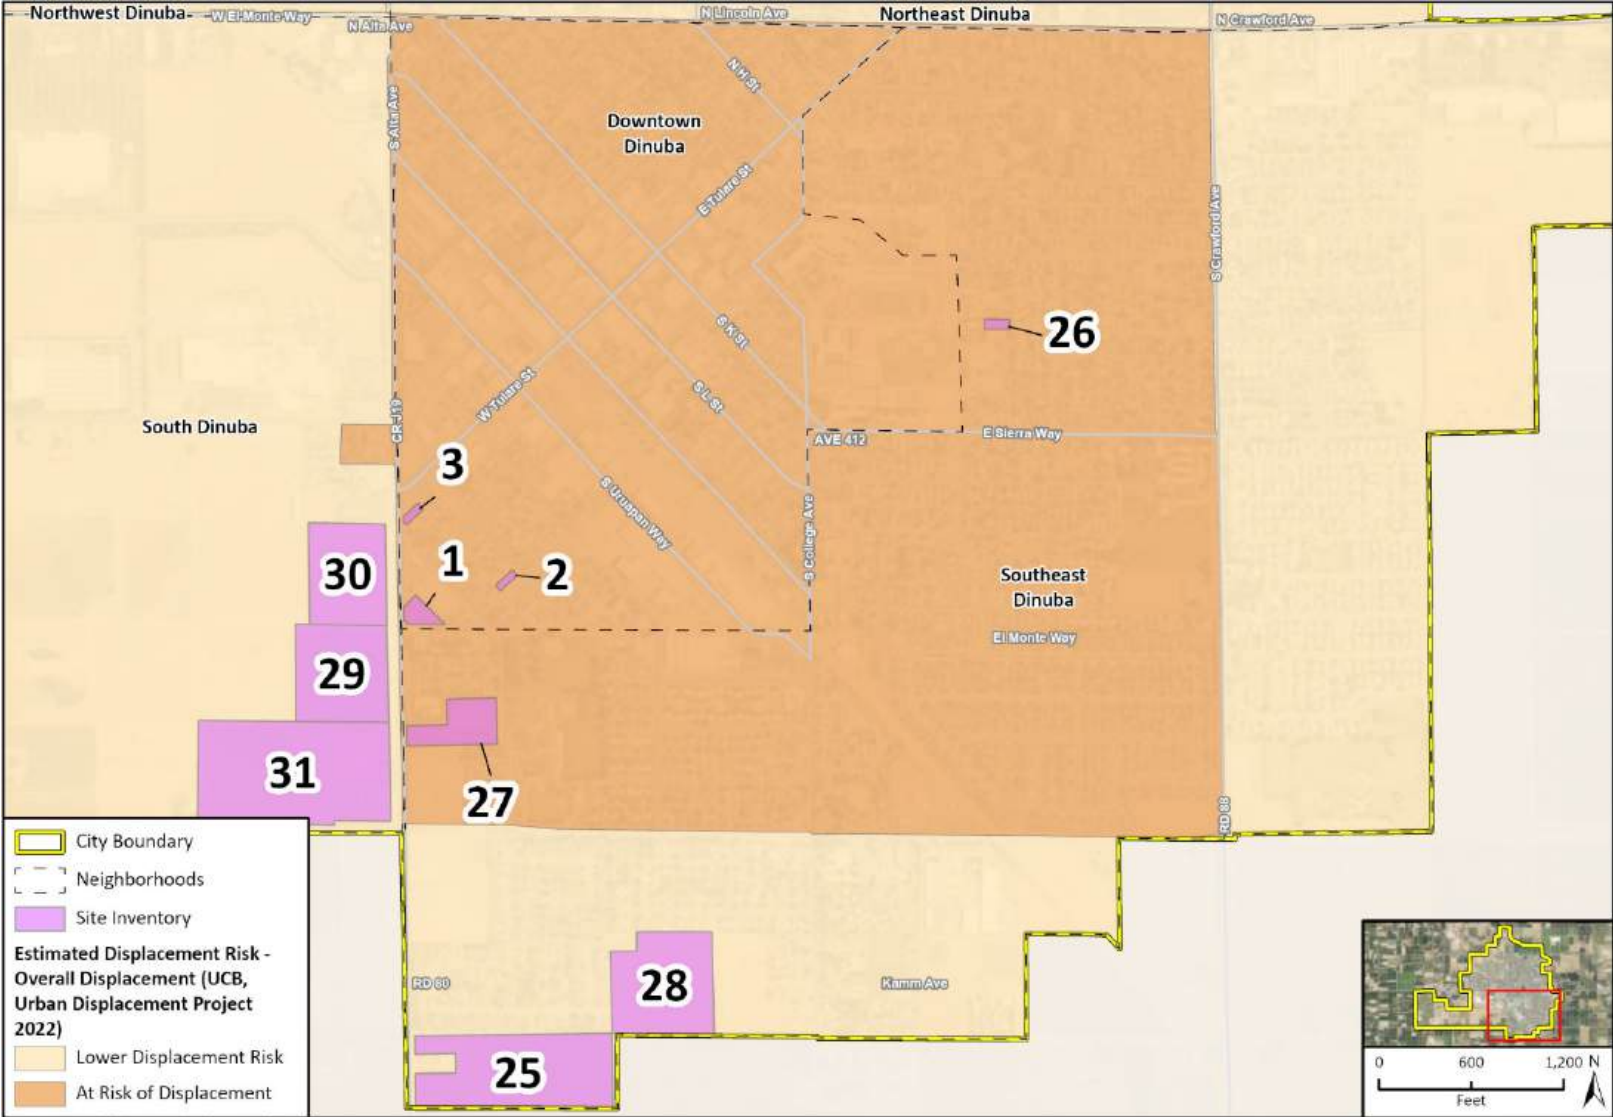 Northwest Dinuba
W El Monte Way
N Alta Ave
N Lincoln Ave
Northeast Dinuba
N Crawford Ave
S Alta Ave
N H St
Downtown
Dinuba
E Tulare St
S Crawford Ave
26
S K St
S L St
W Tulare St
South Dinuba
CR-J19
AVE 412
E Sierra Way
3
S Uruapan Way
S College Ave
30
1
2
Southeast
Dinuba
El Monte Way
29
31
27
RD 88
28
RD 80
Kamm Ave
25
City Boundary
Neighborhoods
Site Inventory
Estimated Displacement Risk -
Overall Displacement (UCB,
Urban Displacement Project
2022)
Lower Displacement Risk
At Risk of Displacement
0 600 1,200 N
Feet